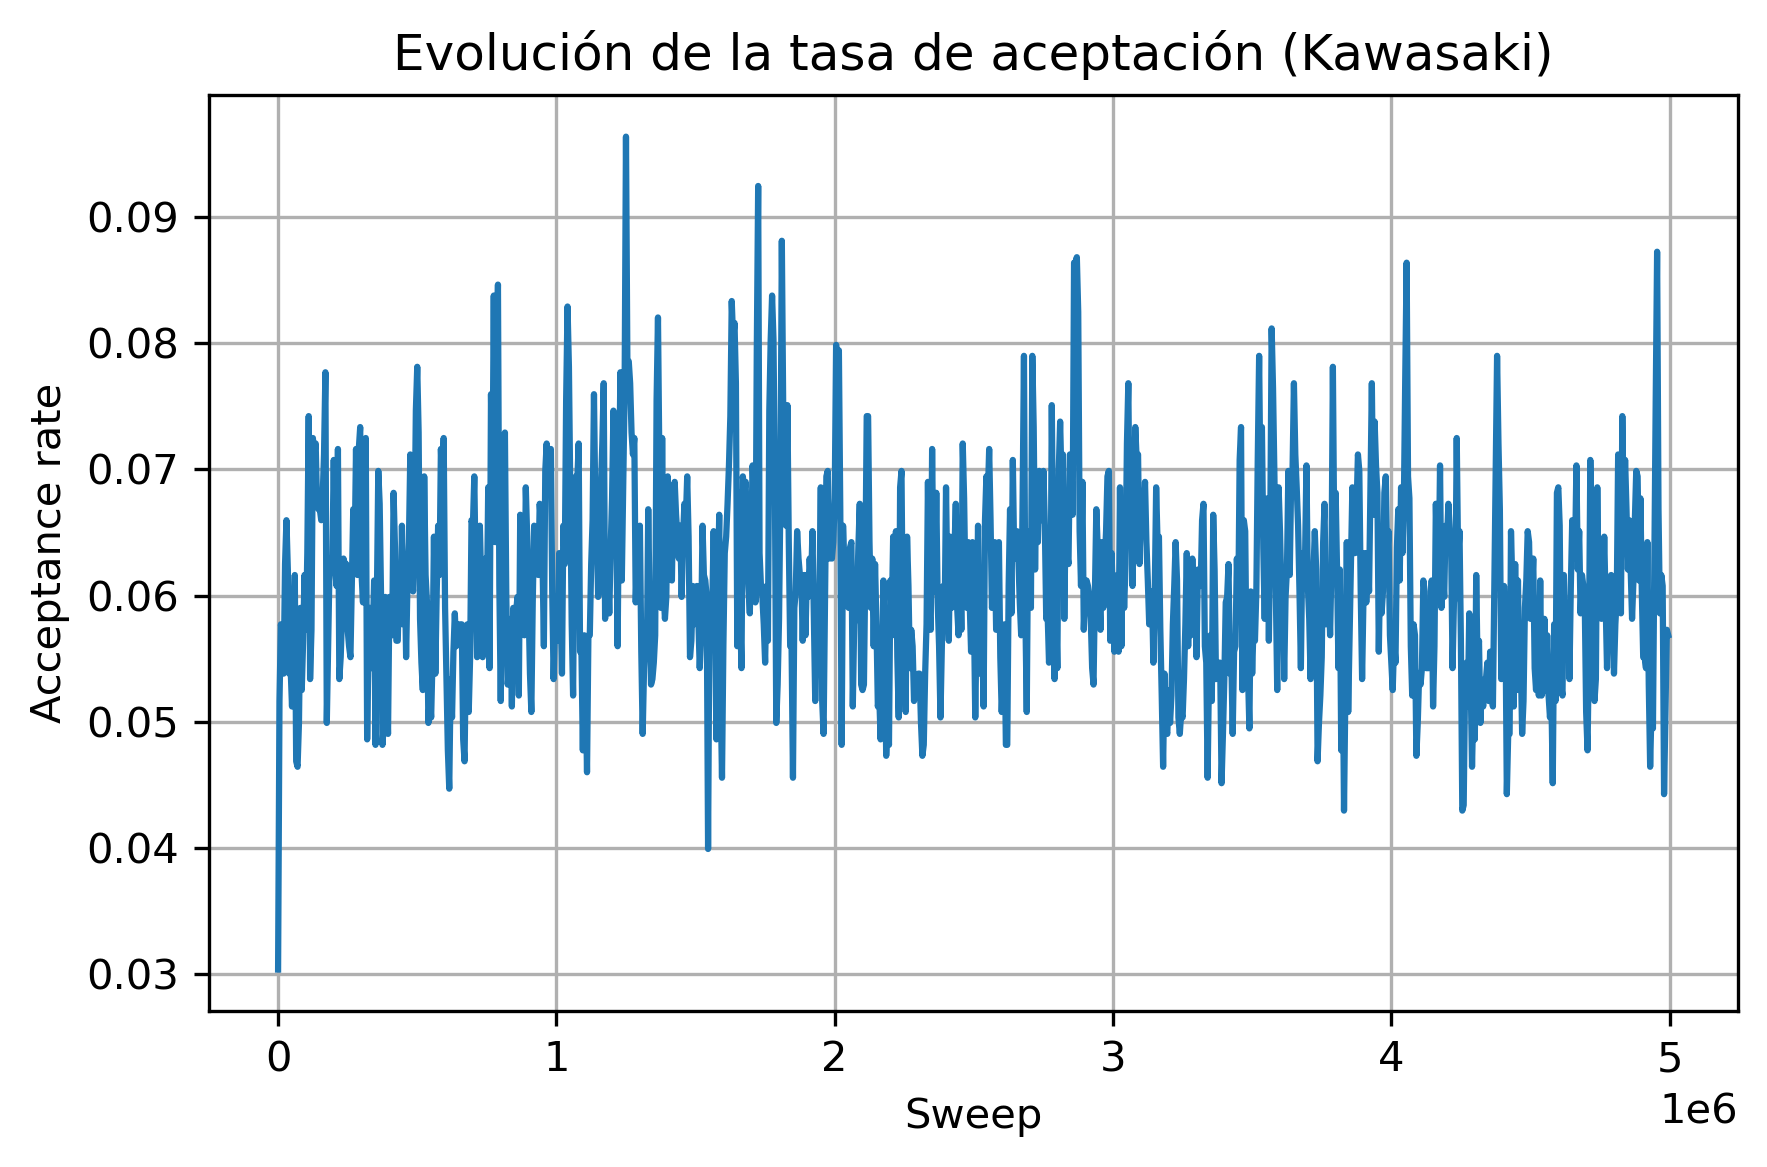 Evolución de la tasa de aceptación (Kawasaki)
Acceptance rate
0.09
0.08
0.07
0.06
0.05
0.04
0.03
0 1 2 3 4 5
1e6
Sweep